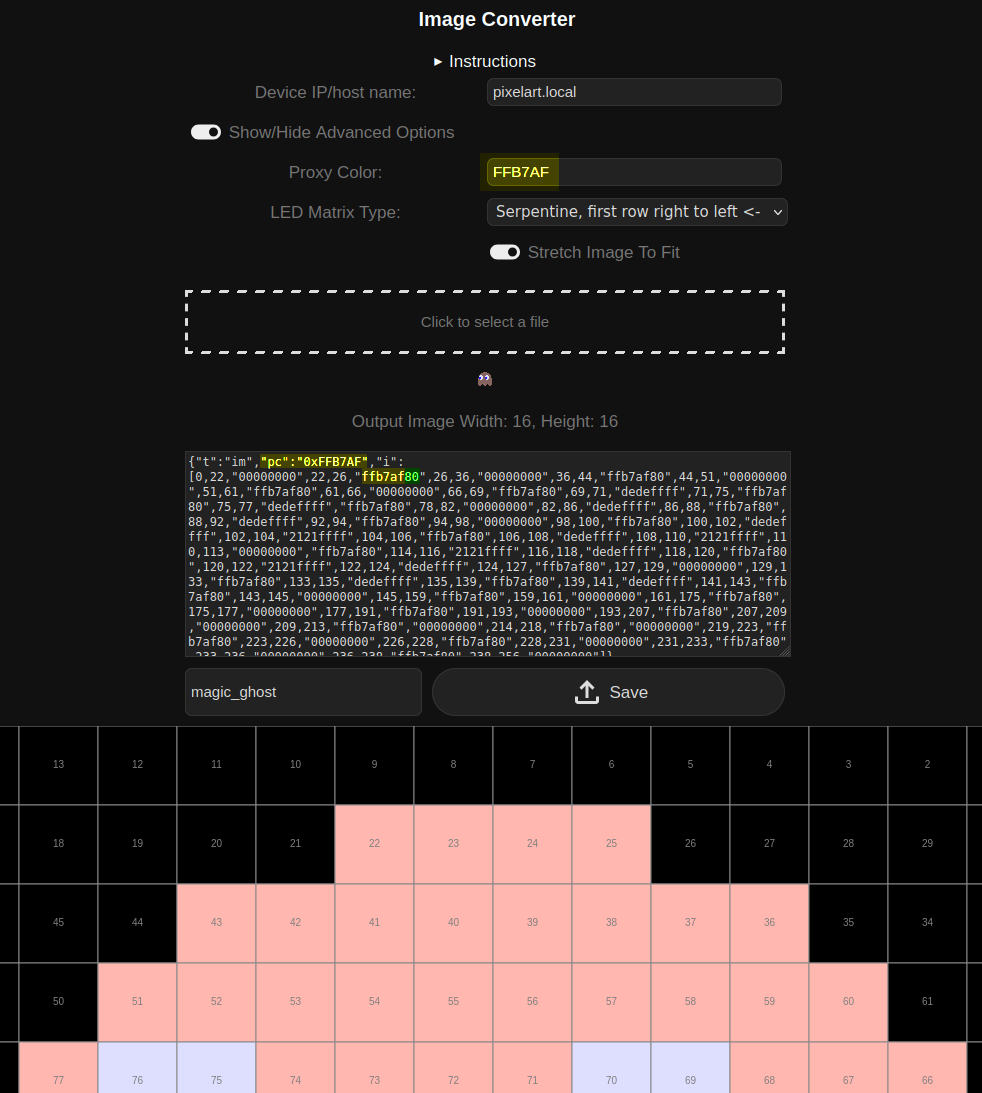 Image Converter
► Instructions
Device IP/host name:
pixelart.local
Show/Hide Advanced Options
Proxy Color:
FFB7AF
LED Matrix Type:
Serpentine, first row right to left <-
Stretch Image To Fit
Click to select a file
Output Image Width: 16, Height: 16
{"t":"im","pc":"0xFFB7AF","i":
[0,22,"00000000",22,26,"ffb7af80",26,36,"00000000",36,44,"ffb7af80",44,51,"00000000
",51,61,"ffb7af80",61,66,"00000000",66,69,"ffb7af80",69,71,"dedeffff",71,75,"ffb7af
80",75,77,"dedeffff","ffb7af80",78,82,"00000000",82,86,"dedeffff",86,88,"ffb7af80",
88,92,"dedeffff",92,94,"ffb7af80",94,98,"00000000",98,100,"ffb7af80",100,102,"dedef
fff",102,104,"2121ffff",104,106,"ffb7af80",106,108,"dedeffff",108,110,"2121ffff",11
0,113,"00000000","ffb7af80",114,116,"2121ffff",116,118,"dedeffff",118,120,"ffb7af80
",120,122,"2121ffff",122,124,"dedeffff",124,127,"ffb7af80",127,129,"00000000",129,1
33,"ffb7af80",133,135,"dedeffff",135,139,"ffb7af80",139,141,"dedeffff",141,143,"ffb
7af80",143,145,"00000000",145,159,"ffb7af80",159,161,"00000000",161,175,"ffb7af80",
175,177,"00000000",177,191,"ffb7af80",191,193,"00000000",193,207,"ffb7af80",207,209
,"00000000",209,213,"ffb7af80","00000000",214,218,"ffb7af80","00000000",219,223,"ff
b7af80",223,226,"00000000",226,228,"ffb7af80",228,231,"00000000",231,233,"ffb7af80"
,233,236,"00000000",236,238,"ffb7af80",238,256,"00000000"]}
magic_ghost
Save
13 12 11 10 9 8 7 6 5 4 3 2
18 19 20 21 22 23 24 25 26 27 28 29
45 44 43 42 41 40 39 38 37 36 35 34
50 51 52 53 54 55 56 57 58 59 60 61
77 76 75 74 73 72 71 70 69 68 67 66